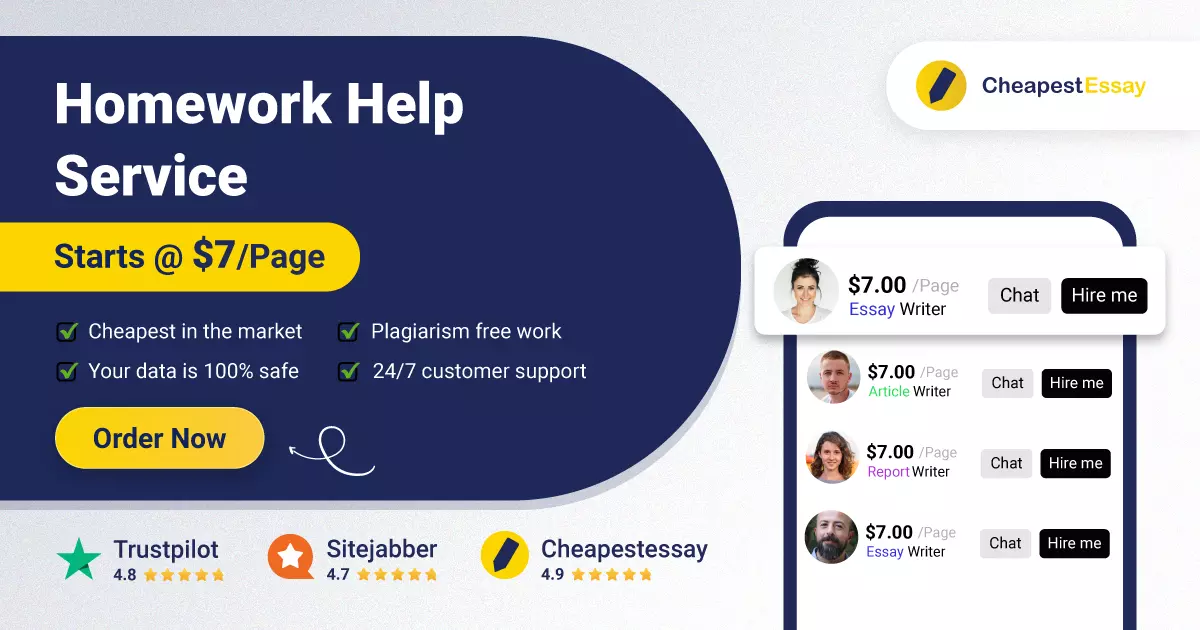 Homework Help
Service
Starts @ $7/Page
Cheapest in the market
Plagiarism free work
Your data is 100% safe
24/7 customer support
Order Now
Trustpilot
4.8
Sitejabber
4.7
Cheapestessay
4.9
CheapestEssay
$7.00 /Page
Essay Writer
Chat
Hire me
$7.00 /Page
Article Writer
Chat
Hire me
$7.00 /Page
Report Writer
Chat
Hire me
$7.00 /Page
Essay Writer
Chat
Hire me